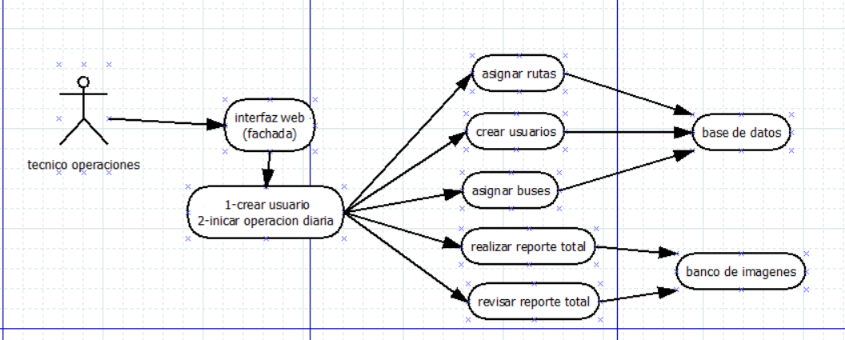 tecnico operaciones
interfaz web
(fachada)
1-crear usuario
2-inicar operacion diaria
asignar rutas
crear usuarios
asignar buses
realizar reporte total
revisar reporte total
base de datos
banco de imagenes